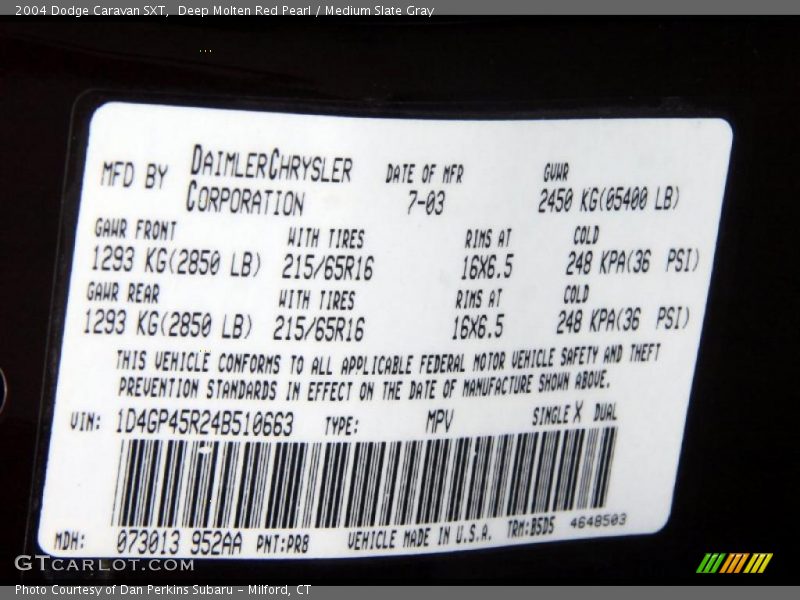 2004 Dodge Caravan SXT,  Deep Molten Red Pearl / Medium Slate Gray
MFD BY DAIMLERCHRYSLER CORPORATION DATE OF MFR 7-03 GVWR 2450 KG(05400 LB)
GAWR FRONT WITH TIRES RIMS AT COLD
1293 KG(2850 LB) 215/65R16 16X6.5 248 KPA(36 PSI)
GAWR REAR WITH TIRES RIMS AT COLD
1293 KG(2850 LB) 215/65R16 16X6.5 248 KPA(36 PSI)
THIS VEHICLE CONFORMS TO ALL APPLICABLE FEDERAL MOTOR VEHICLE SAFETY AND THEFT
PREVENTION STANDARDS IN EFFECT ON THE DATE OF MANUFACTURE SHOWN ABOVE.
VIN: 1D4GP45R24B510663 TYPE: MPV SINGLE X DUAL
MDH: 073013 952AA PNT:PR8 VEHICLE MADE IN U.S.A. TRM:B5D5 4648503
GTCARLOT.COM
Photo Courtesy of Dan Perkins Subaru – Milford, CT